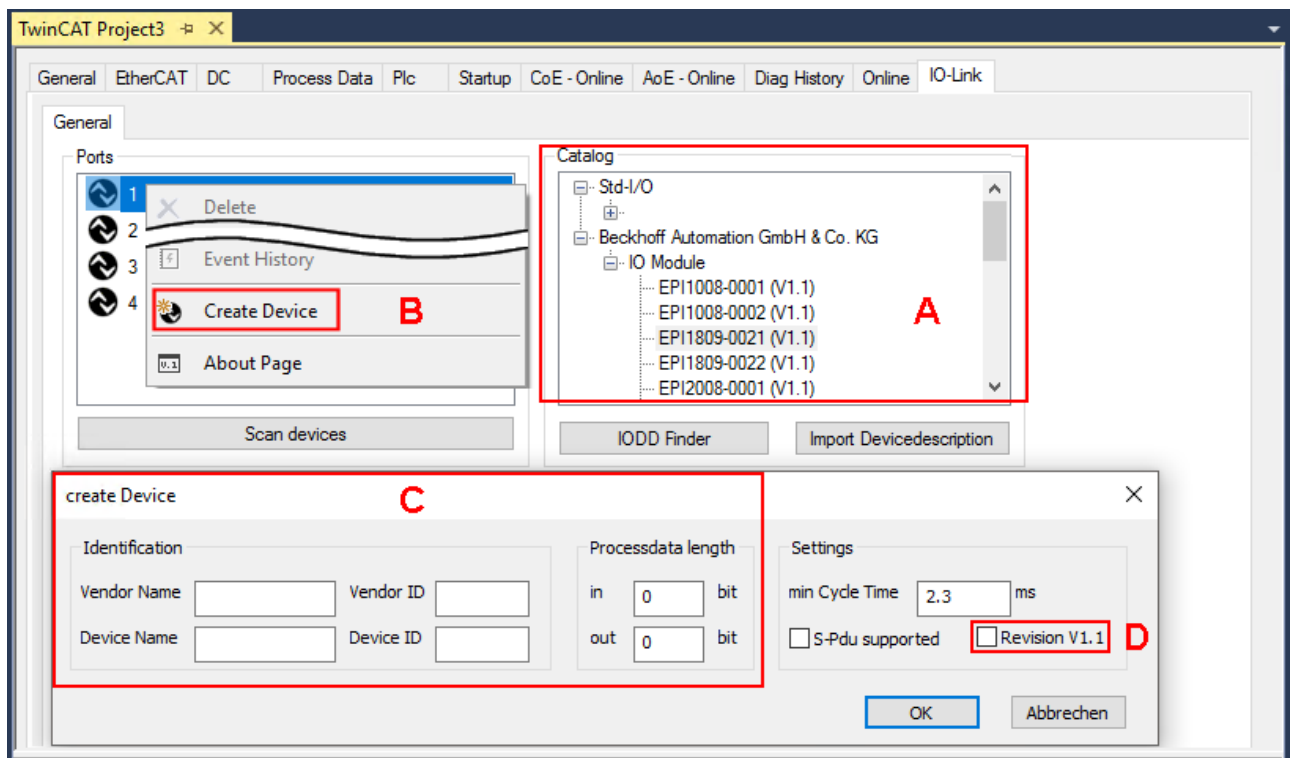 TwinCAT Project3
General EtherCAT DC Process Data Plc Startup CoE - Online AoE - Online Diag History Online IO-Link
General
Ports
1
2
3
4
Delete
Event History
Create Device
B
About Page
Scan devices
Catalog
Std-I/O
Beckhoff Automation GmbH & Co. KG
IO Module
EPI1008-0001 (V1.1)
EPI1008-0002 (V1.1)
EPI1809-0021 (V1.1)
EPI1809-0022 (V1.1)
EPI2008-0001 (V1.1)
A
IODD Finder Import Devicedescription
create Device
C
Identification
Vendor Name Vendor ID
Device Name Device ID
Processdata length
in 0 bit
out 0 bit
Settings
min Cycle Time 2.3 ms
S-Pdu supported Revision V1.1 D
OK Abbrechen